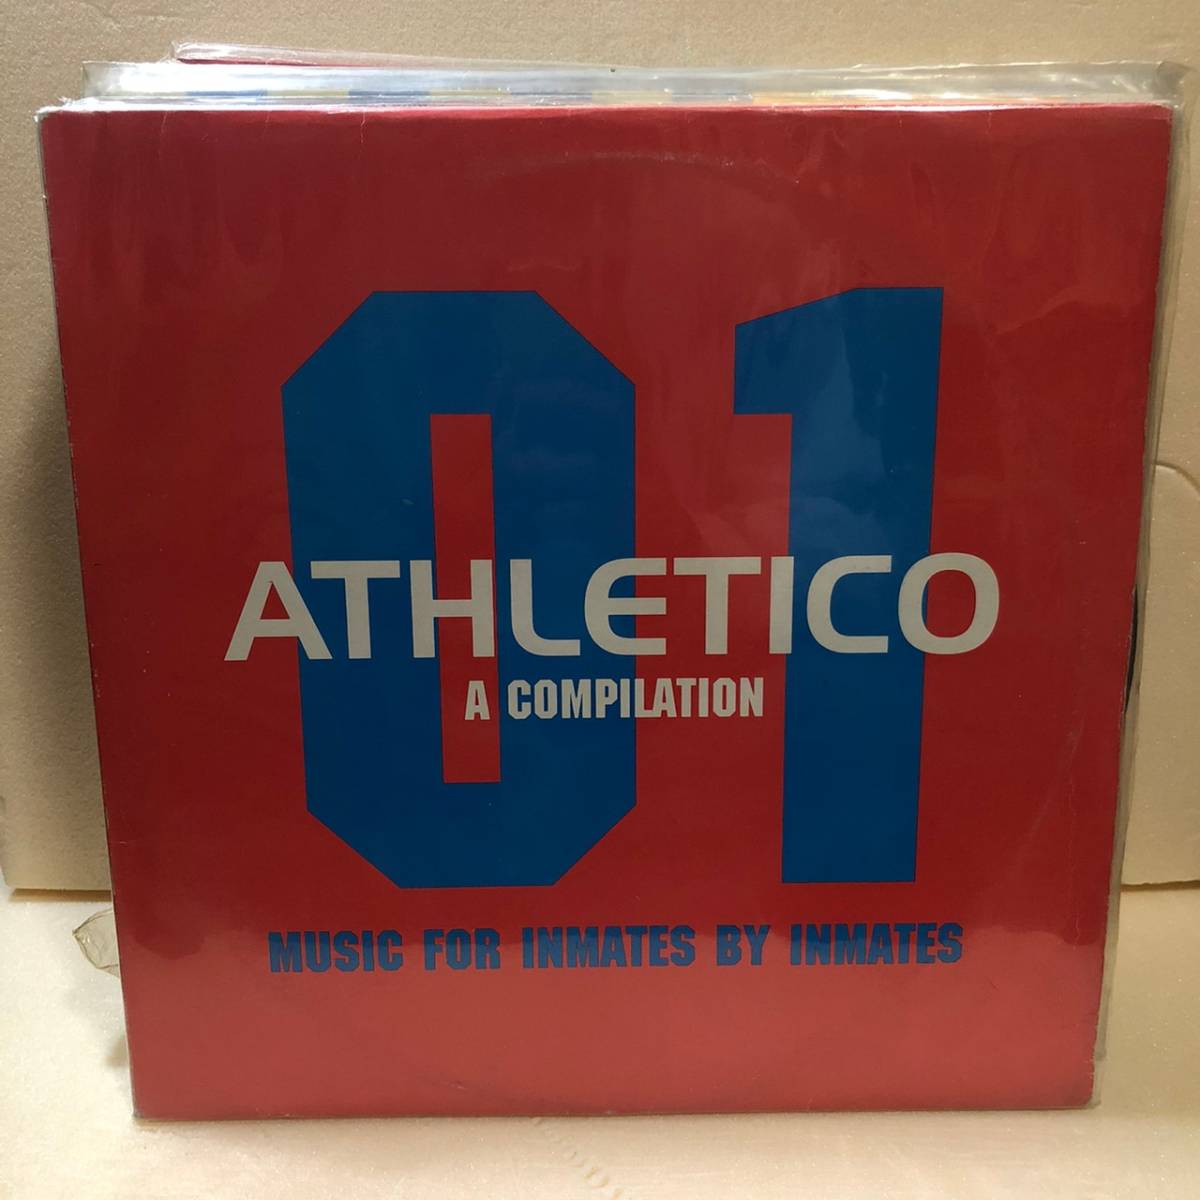 01
ATHLETICO
A COMPILATION
MUSIC FOR INMATES BY INMATES